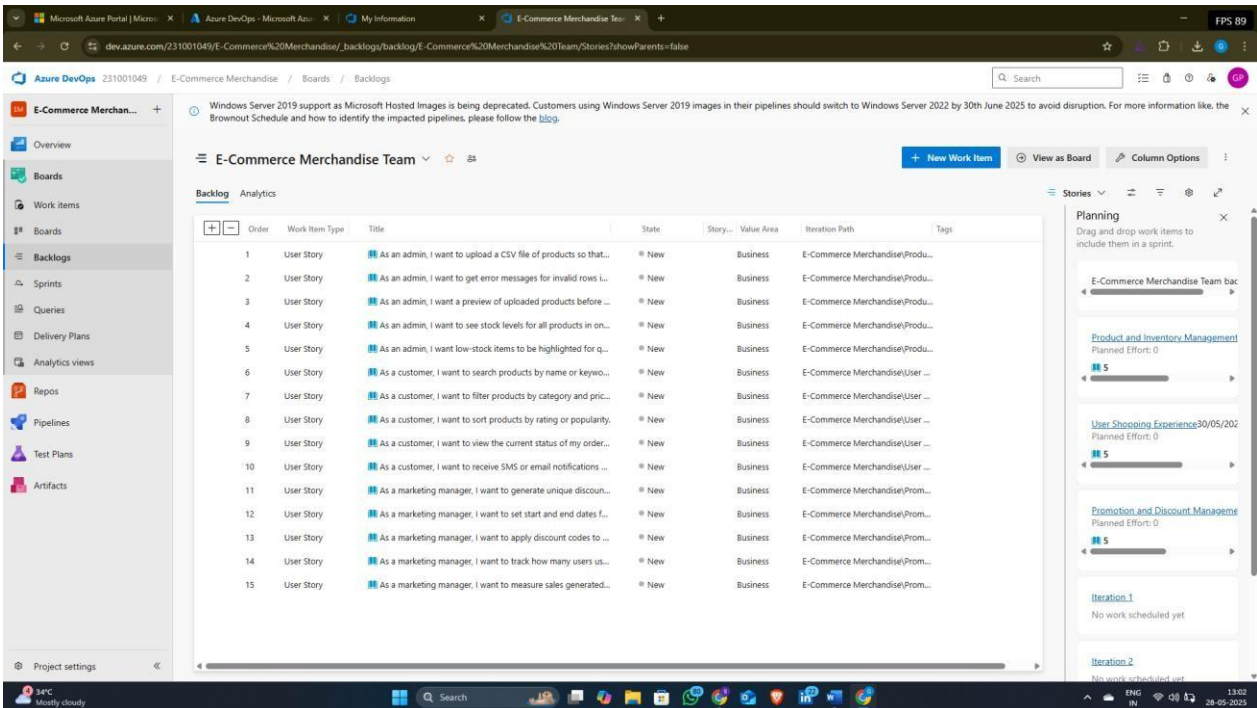 Microsoft Azure Portal | Micros
Azure DevOps - Microsoft Azur
My Information
E-Commerce Merchandise Tea
FPS 89
dev.azure.com/231001049/E-Commerce%20Merchandise/_backlogs/backlog/E-Commerce%20Merchandise%20Team/Stories?showParents=false
Azure DevOps 231001049 / E-Commerce Merchandise / Boards / Backlogs
Search
GP
EM E-Commerce Merchan... +
Windows Server 2019 support as Microsoft Hosted Images is being deprecated. Customers using Windows Server 2019 images in their pipelines should switch to Windows Server 2022 by 30th June 2025 to avoid disruption. For more information like, the
Brownout Schedule and how to identify the impacted pipelines, please follow the blog.
Overview
Boards
Work items
Boards
Backlogs
Sprints
Queries
Delivery Plans
Analytics views
Repos
Pipelines
Test Plans
Artifacts
Project settings
E-Commerce Merchandise Team
+ New Work Item
View as Board
Column Options
Backlog Analytics
Stories
Order Work Item Type Title State Story... Value Area Iteration Path Tags
1 User Story As an admin, I want to upload a CSV file of products so that... New Business E-Commerce Merchandise\Produ...
2 User Story As an admin, I want to get error messages for invalid rows i... New Business E-Commerce Merchandise\Produ...
3 User Story As an admin, I want a preview of uploaded products before ... New Business E-Commerce Merchandise\Produ...
4 User Story As an admin, I want to see stock levels for all products in on... New Business E-Commerce Merchandise\Produ...
5 User Story As an admin, I want low-stock items to be highlighted for q... New Business E-Commerce Merchandise\Produ...
6 User Story As a customer, I want to search products by name or keywo... New Business E-Commerce Merchandise\User ...
7 User Story As a customer, I want to filter products by category and pric... New Business E-Commerce Merchandise\User ...
8 User Story As a customer, I want to sort products by rating or popularity. New Business E-Commerce Merchandise\User ...
9 User Story As a customer, I want to view the current status of my order... New Business E-Commerce Merchandise\User ...
10 User Story As a customer, I want to receive SMS or email notifications ... New Business E-Commerce Merchandise\User ...
11 User Story As a marketing manager, I want to generate unique discoun... New Business E-Commerce Merchandise\Prom...
12 User Story As a marketing manager, I want to set start and end dates f... New Business E-Commerce Merchandise\Prom...
13 User Story As a marketing manager, I want to apply discount codes to ... New Business E-Commerce Merchandise\Prom...
14 User Story As a marketing manager, I want to track how many users us... New Business E-Commerce Merchandise\Prom...
15 User Story As a marketing manager, I want to measure sales generated... New Business E-Commerce Merchandise\Prom...
Planning
Drag and drop work items to
include them in a sprint.
E-Commerce Merchandise Team bac
Product and Inventory Management
Planned Effort: 0
5
User Shopping Experience30/05/202
Planned Effort: 0
5
Promotion and Discount Manageme
Planned Effort: 0
5
Iteration 1
No work scheduled yet
Iteration 2
No work scheduled yet
34°C
Mostly cloudy
Search
ENG
IN
13:02
28-05-2025